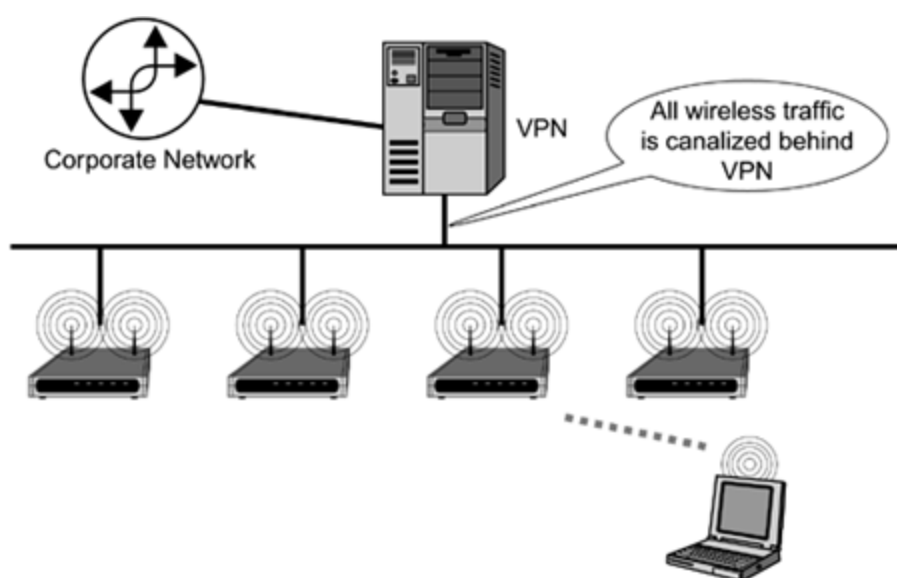 Corporate Network
VPN
All wireless traffic
is canalized behind
VPN